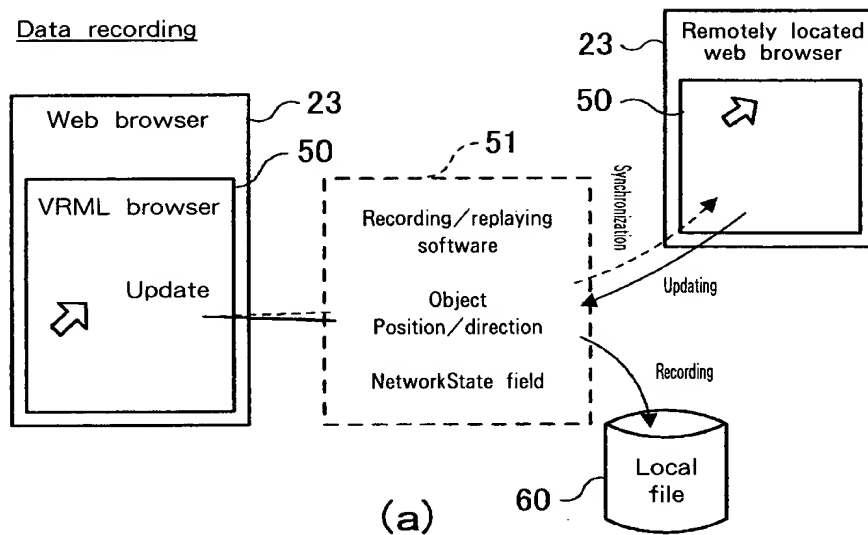 Data recording
23
Web browser
50
VRML browser
Update
51
Recording/replaying
software
Object
Position/direction
NetworkState field
Synchronization
Updating
Recording
23
Remotely located
web browser
50
60
Local
file
(a)